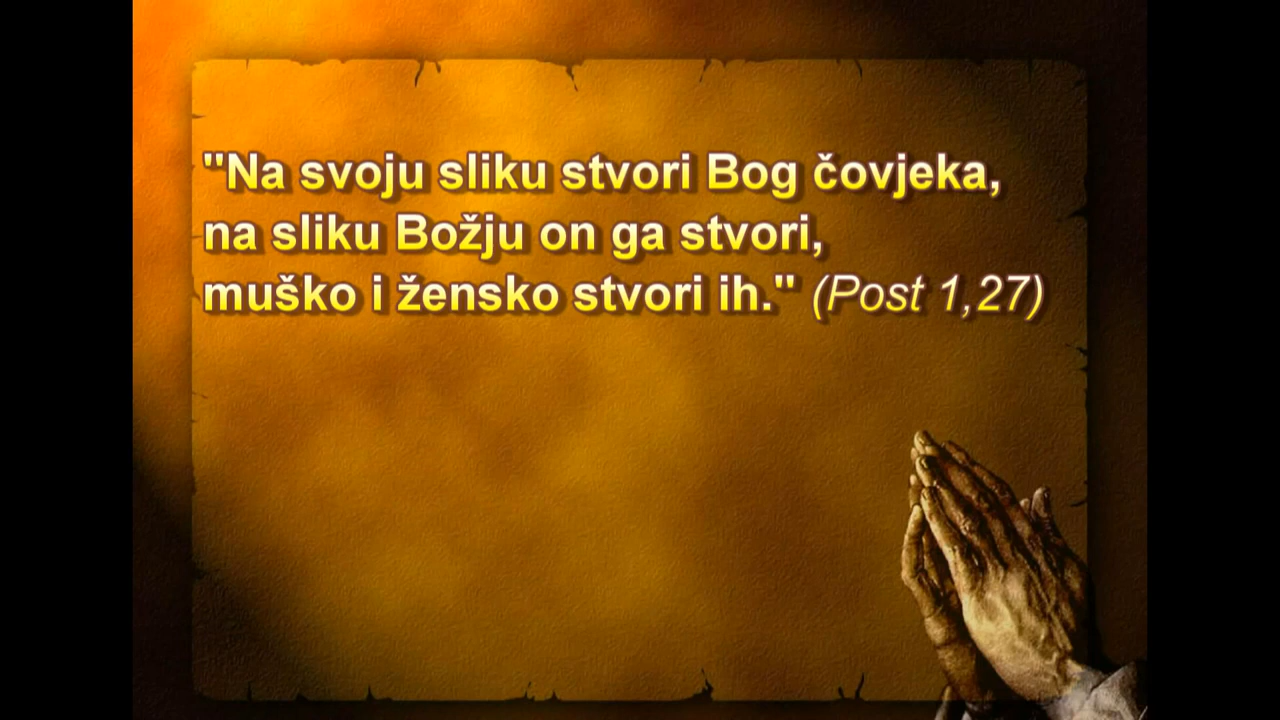 "Na svoju sliku stvori Bog čovjeka,
na sliku Božju on ga stvori,
muško i žensko stvori ih." (Post 1,27)